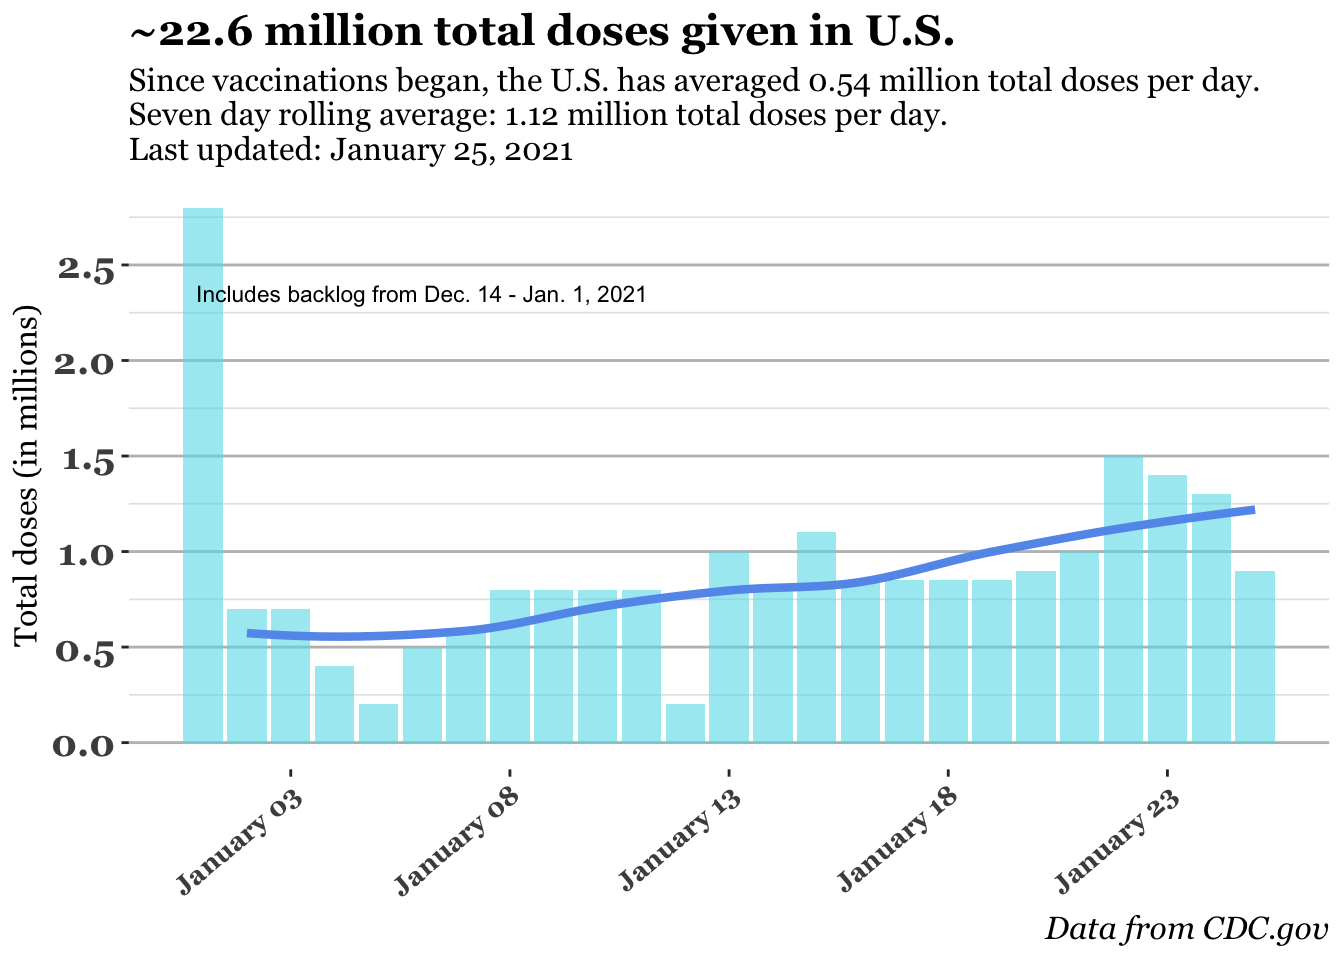 ~22.6 million total doses given in U.S.
Since vaccinations began, the U.S. has averaged 0.54 million total doses per day.
Seven day rolling average: 1.12 million total doses per day.
Last updated: January 25, 2021
Total doses (in millions)
2.5
Includes backlog from Dec. 14 - Jan. 1, 2021
2.0
1.5
1.0
0.5
0.0
January 03
January 08
January 13
January 18
January 23
Data from CDC.gov